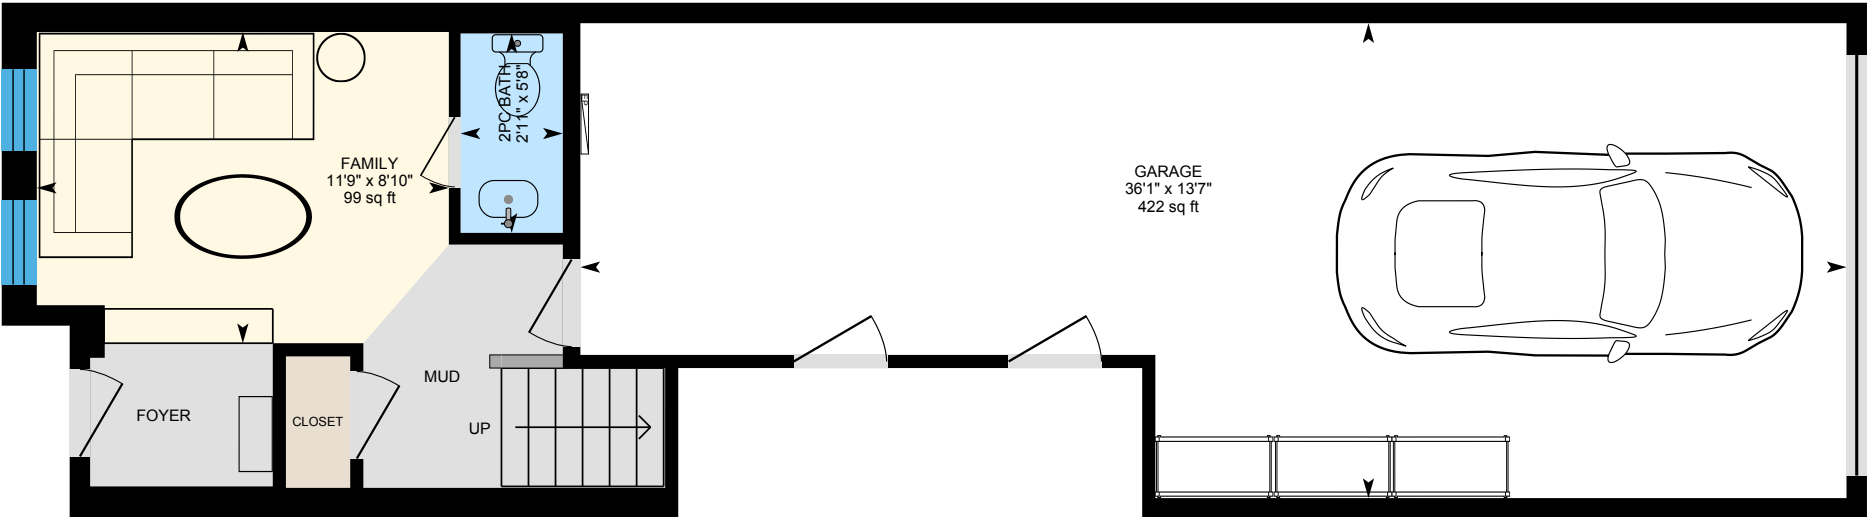 FAMILY
11'9" x 8'10"
99 sq ft
2PC BATH
2'11" x 5'8"
EP
GARAGE
36'1" x 13'7"
422 sq ft
MUD
FOYER
CLOSET
UP